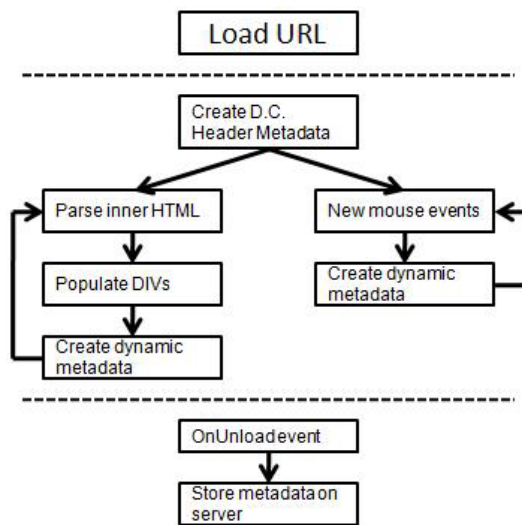 Load URL
Create D.C.
Header Metadata
Parse inner HTML
New mouse events
Populate DIVs
Create dynamic
metadata
Create dynamic
metadata
OnUnload event
Store metadata on
server